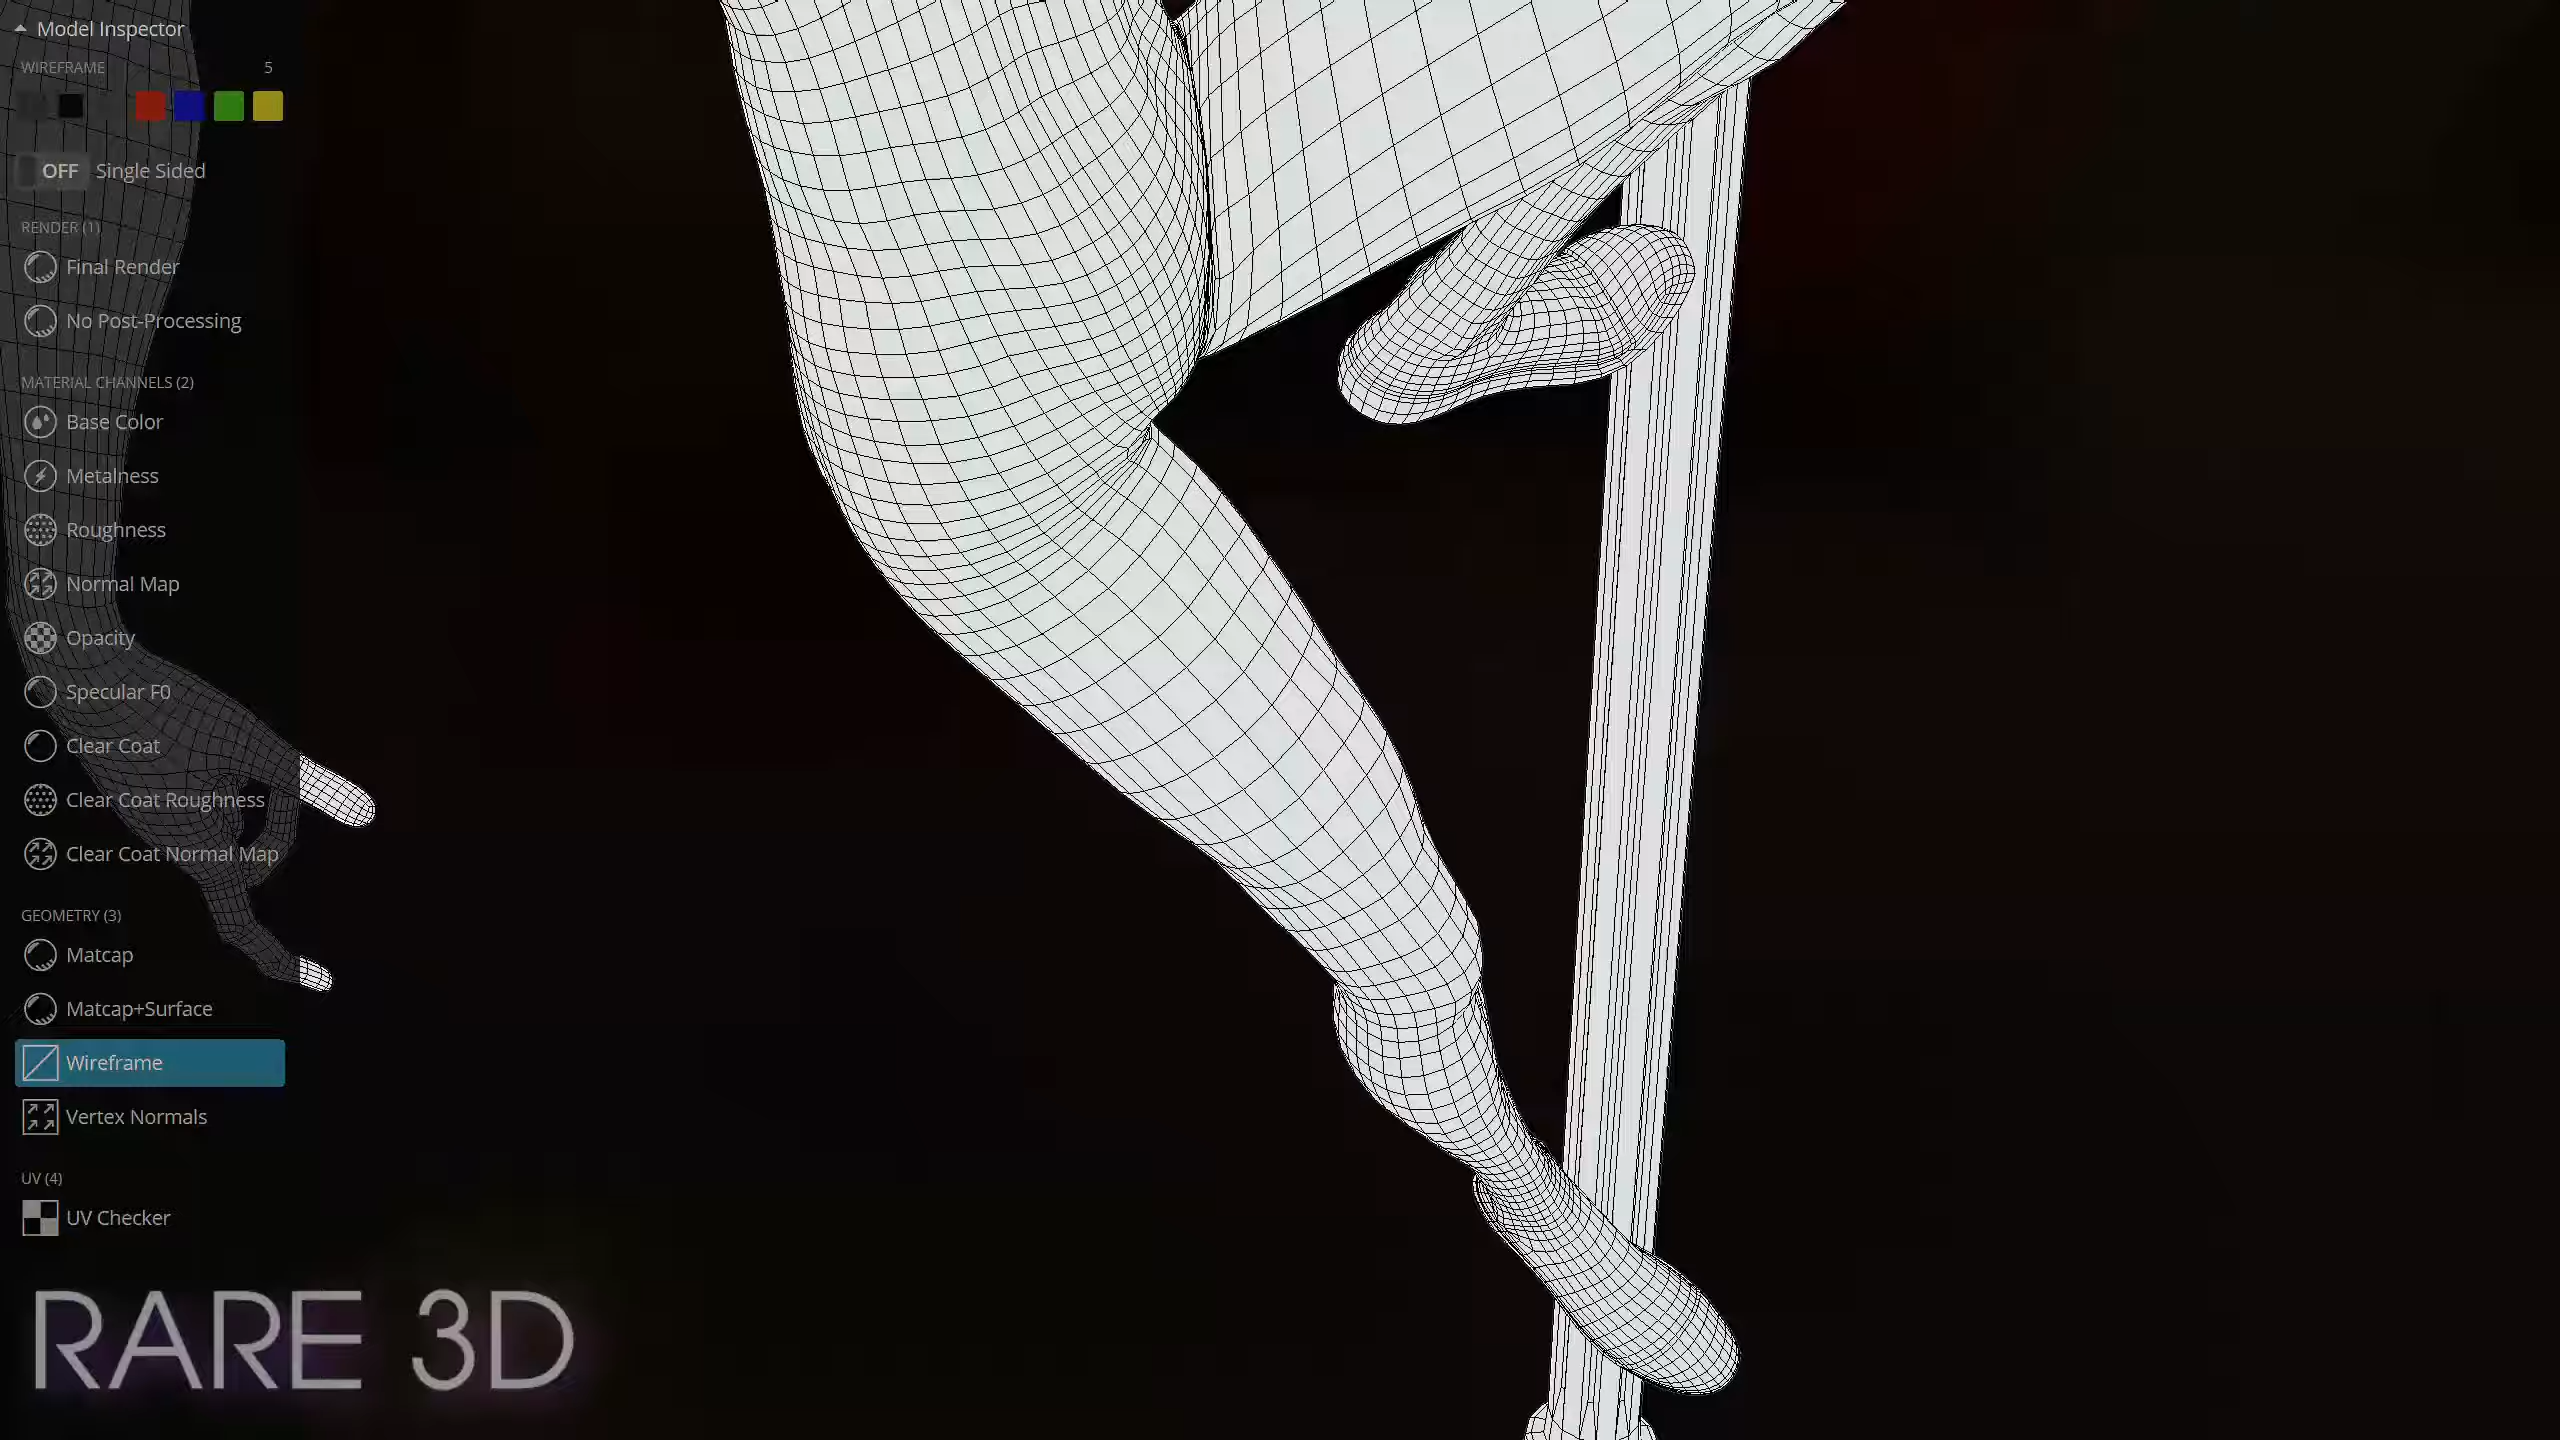 Model Inspector
WIREFRAME 5
OFF Single Sided
RENDER (1)
Final Render
No Post-Processing
MATERIAL CHANNELS (2)
Base Color
Metalness
Roughness
Normal Map
Opacity
Specular F0
Clear Coat
Clear Coat Roughness
Clear Coat Normal Map
GEOMETRY (3)
Matcap
Matcap+Surface
Wireframe
Vertex Normals
UV (4)
UV Checker
RARE 3D